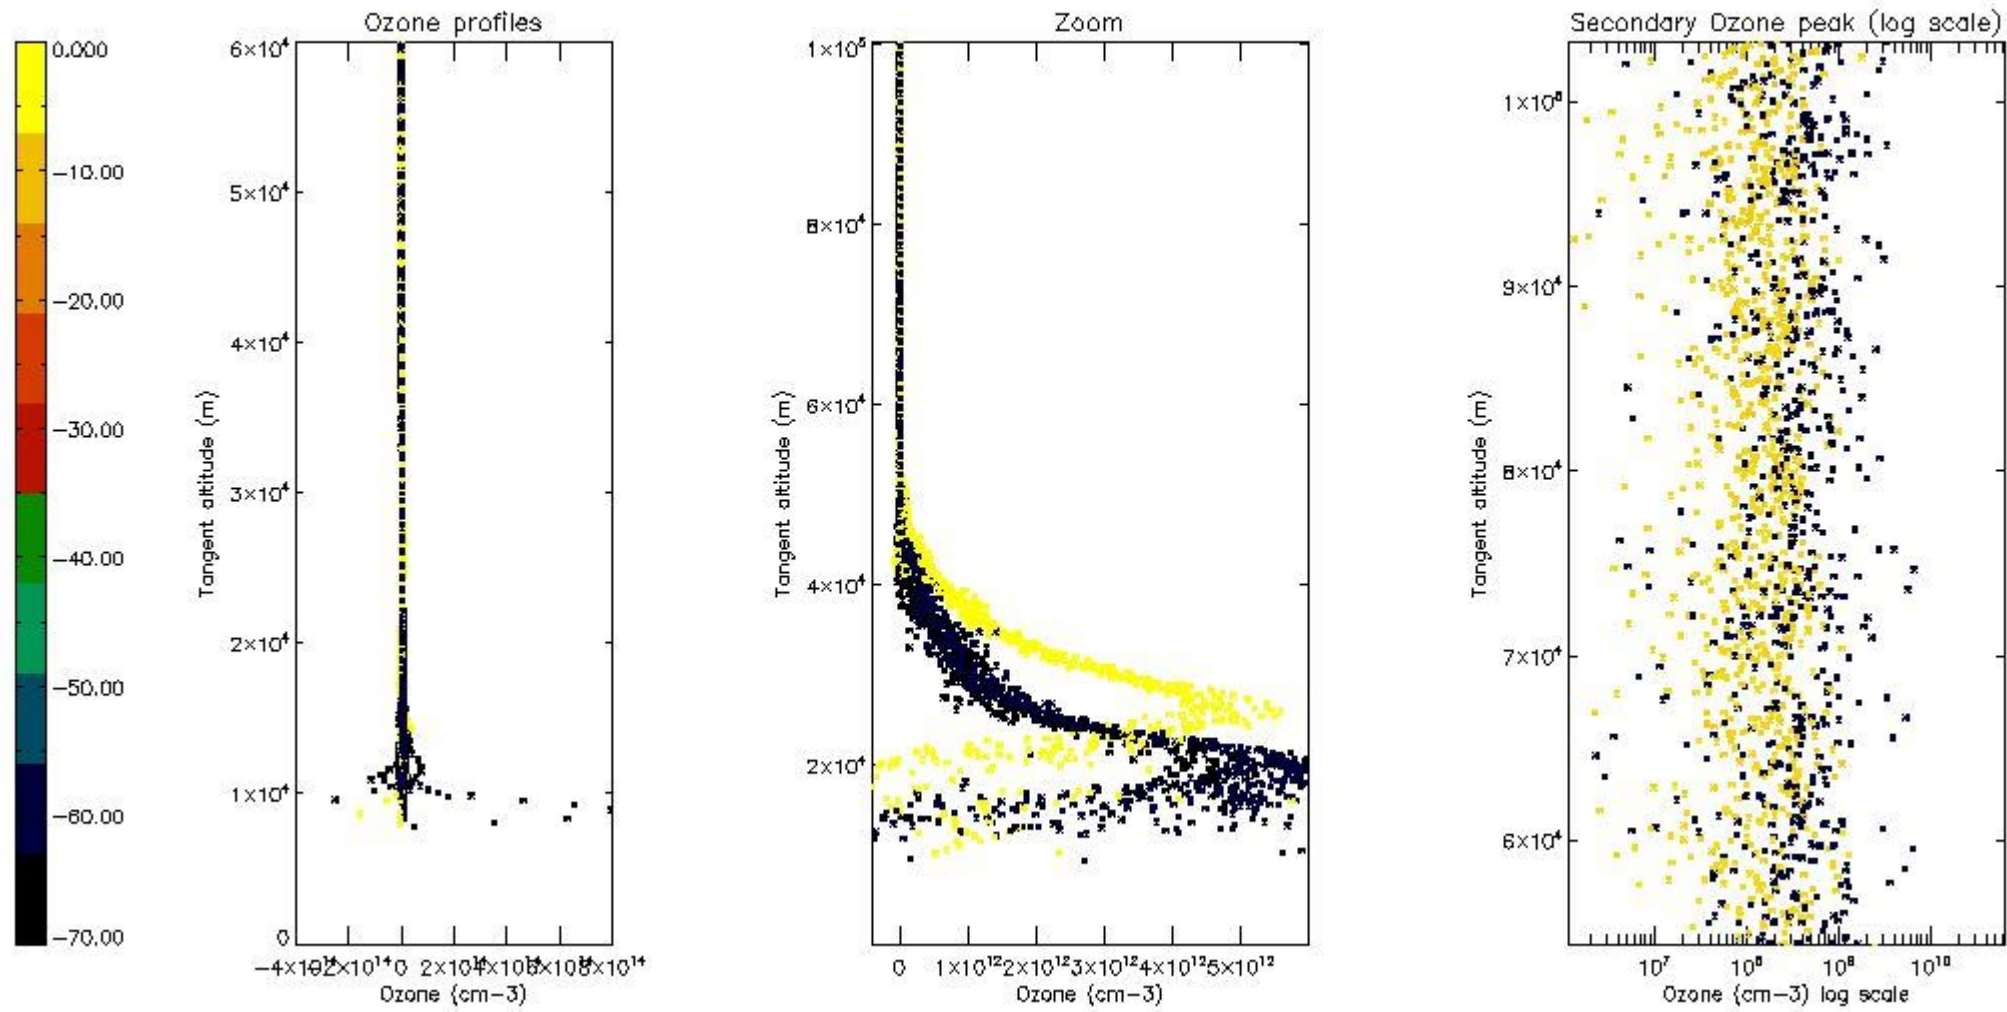 Ozone profiles
Zoom
Secondary Ozone peak (log scale)
0.000
−10.00
−20.00
−30.00
−40.00
−50.00
−60.00
−70.00
6×10⁴
5×10⁴
4×10⁴
3×10⁴
2×10⁴
1×10⁴
0
Tangent altitude (m)
0
Ozone (cm−3)
1×10⁵
8×10⁴
6×10⁴
4×10⁴
2×10⁴
Tangent altitude (m)
0 1×10¹² 2×10¹² 3×10¹² 4×10¹² 5×10¹²
Ozone (cm−3)
9×10⁴
8×10⁴
7×10⁴
6×10⁴
Tangent altitude (m)
10⁷ 10⁹ 10¹⁰
Ozone (cm−3) log scale